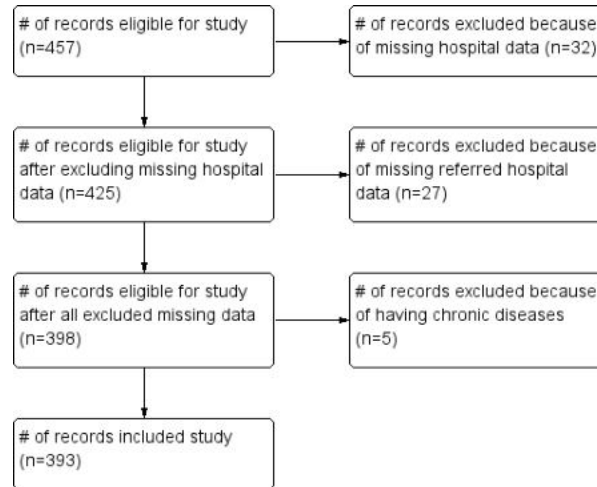 # of records eligible for study
(n=457)
# of records excluded because
of missing hospital data (n=32)
# of records eligible for study
after excluding missing hospital
data (n=425)
# of records excluded because
of missing referred hospital
data (n=27)
# of records eligible for study
after all excluded missing data
(n=398)
# of records excluded because
of having chronic diseases
(n=5)
# of records included study
(n=393)